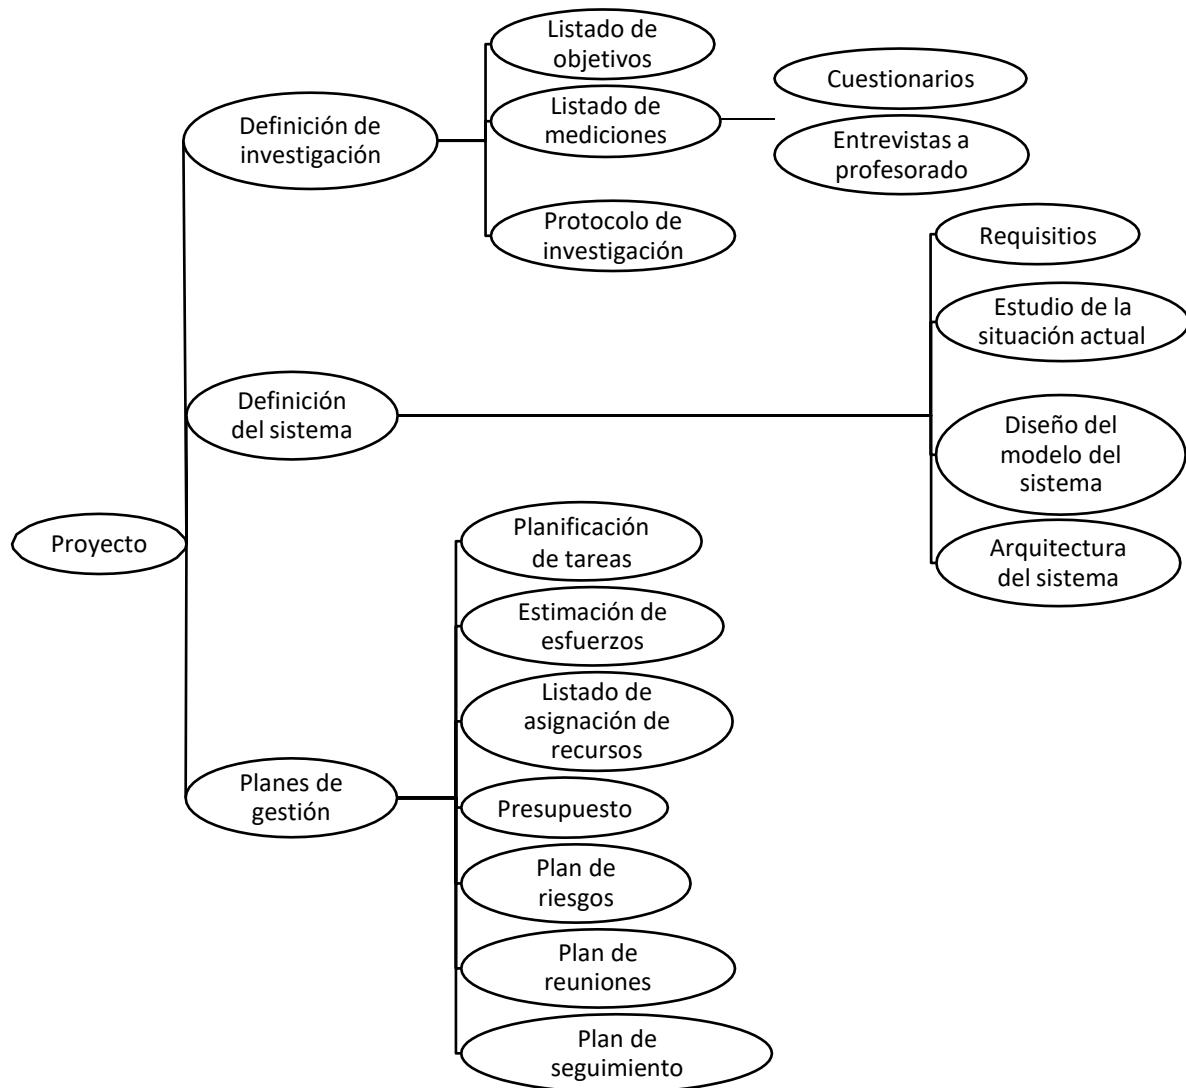 Listado de
objetivos
Cuestionarios
Definición de
investigación
Listado de
mediciones
Entrevistas a
profesorado
Protocolo de
investigación
Requisitios
Estudio de la
situación actual
Definición
del sistema
Diseño del
modelo del
sistema
Proyecto
Planificación
de tareas
Arquitectura
del sistema
Estimación de
esfuerzos
Listado de
asignación de
recursos
Planes de
gestión
Presupuesto
Plan de
riesgos
Plan de
reuniones
Plan de
seguimiento